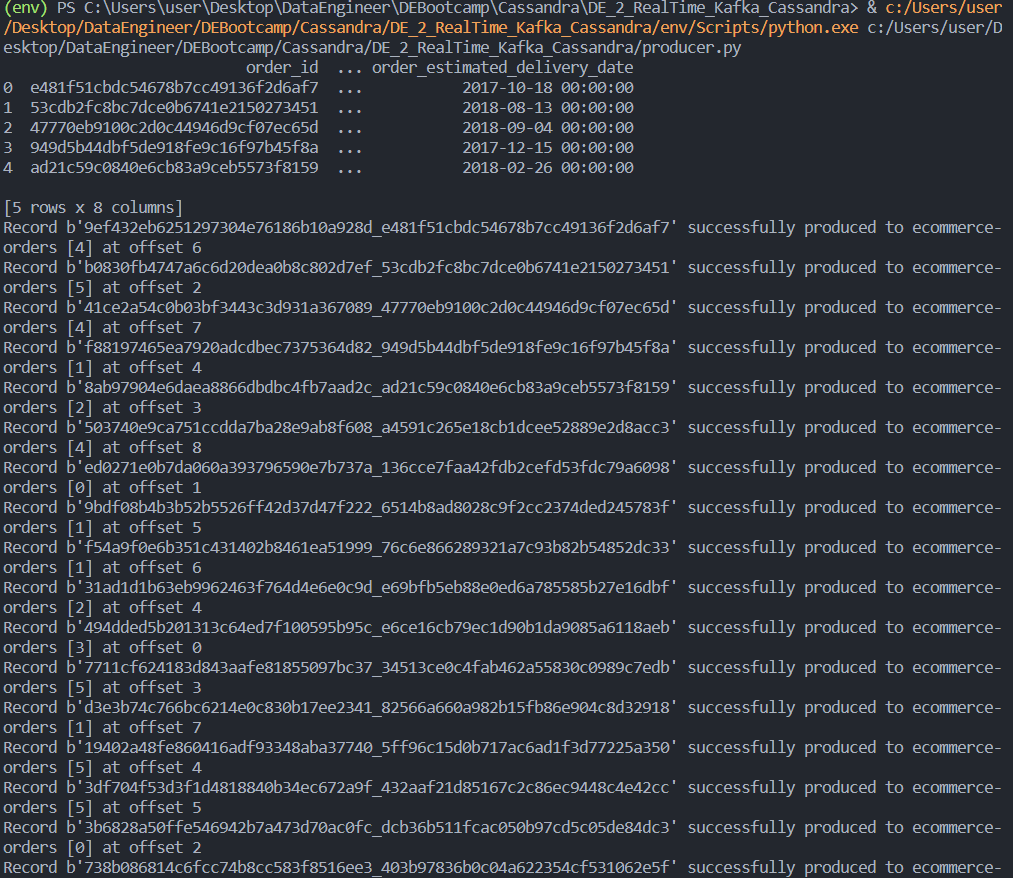 (env) PS C:\Users\user\Desktop\DataEngineer\DEBootcamp\Cassandra\DE_2_RealTime_Kafka_Cassandra> & c:/Users/user
/Desktop/DataEngineer/DEBootcamp/Cassandra/DE_2_RealTime_Kafka_Cassandra/env/Scripts/python.exe c:/Users/user/D
esktop/DataEngineer/DEBootcamp/Cassandra/DE_2_RealTime_Kafka_Cassandra/producer.py
order_id ... order_estimated_delivery_date
0 e481f51cbdc54678b7cc49136f2d6af7 ... 2017-10-18 00:00:00
1 53cdb2fc8bc7dce0b6741e2150273451 ... 2018-08-13 00:00:00
2 47770eb9100c2d0c44946d9cf07ec65d ... 2018-09-04 00:00:00
3 949d5b44dbf5de918fe9c16f97b45f8a ... 2017-12-15 00:00:00
4 ad21c59c0840e6cb83a9ceb5573f8159 ... 2018-02-26 00:00:00
[5 rows x 8 columns]
Record b'9ef432eb6251297304e76186b10a928d_e481f51cbdc54678b7cc49136f2d6af7' successfully produced to ecommerce-
orders [4] at offset 6
Record b'b0830fb4747a6c6d20dea0b8c802d7ef_53cdb2fc8bc7dce0b6741e2150273451' successfully produced to ecommerce-
orders [5] at offset 2
Record b'41ce2a54c0b03bf3443c3d931a367089_47770eb9100c2d0c44946d9cf07ec65d' successfully produced to ecommerce-
orders [4] at offset 7
Record b'f88197465ea7920adcdbec7375364d82_949d5b44dbf5de918fe9c16f97b45f8a' successfully produced to ecommerce-
orders [1] at offset 4
Record b'8ab97904e6daea8866dbdbc4fb7aad2c_ad21c59c0840e6cb83a9ceb5573f8159' successfully produced to ecommerce-
orders [2] at offset 3
Record b'503740e9ca751ccdda7ba28e9ab8f608_a4591c265e18cb1dcee52889e2d8acc3' successfully produced to ecommerce-
orders [4] at offset 8
Record b'ed0271e0b7da060a393796590e7b737a_136cce7faa42fdb2cefd53fdc79a6098' successfully produced to ecommerce-
orders [0] at offset 1
Record b'9bdf08b4b3b52b5526ff42d37d47f222_6514b8ad8028c9f2cc2374ded245783f' successfully produced to ecommerce-
orders [1] at offset 5
Record b'f54a9f0e6b351c431402b8461ea51999_76c6e866289321a7c93b82b54852dc33' successfully produced to ecommerce-
orders [1] at offset 6
Record b'31ad1d1b63eb9962463f764d4e6e0c9d_e69bfb5eb88e0ed6a785585b27e16dbf' successfully produced to ecommerce-
orders [2] at offset 4
Record b'494dded5b201313c64ed7f100595b95c_e6ce16cb79ec1d90b1da9085a6118aeb' successfully produced to ecommerce-
orders [3] at offset 0
Record b'7711cf624183d843aafe81855097bc37_34513ce0c4fab462a55830c0989c7edb' successfully produced to ecommerce-
orders [5] at offset 3
Record b'd3e3b74c766bc6214e0c830b17ee2341_82566a660a982b15fb86e904c8d32918' successfully produced to ecommerce-
orders [1] at offset 7
Record b'19402a48fe860416adf93348aba37740_5ff96c15d0b717ac6ad1f3d77225a350' successfully produced to ecommerce-
orders [5] at offset 4
Record b'3df704f53d3f1d4818840b34ec672a9f_432aaf21d85167c2c86ec9448c4e42cc' successfully produced to ecommerce-
orders [5] at offset 5
Record b'3b6828a50ffe546942b7a473d70ac0fc_dcb36b511fcac050b97cd5c05de84dc3' successfully produced to ecommerce-
orders [0] at offset 2
Record b'738b086814c6fcc74b8cc583f8516ee3_403b97836b0c04a622354cf531062e5f' successfully produced to ecommerce-